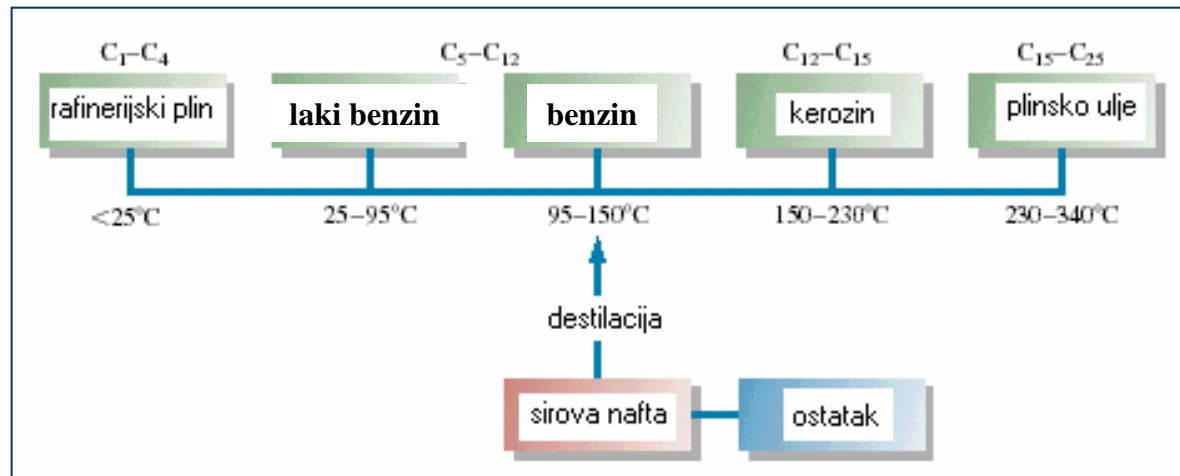 C₁–C₄ C₅–C₁₂ C₁₂–C₁₅ C₁₅–C₂₅
rafinerijski plin laki benzin benzin kerozin plinsko ulje
<25°C 25–95°C 95–150°C 150–230°C 230–340°C
destilacija
sirova nafta ostatak